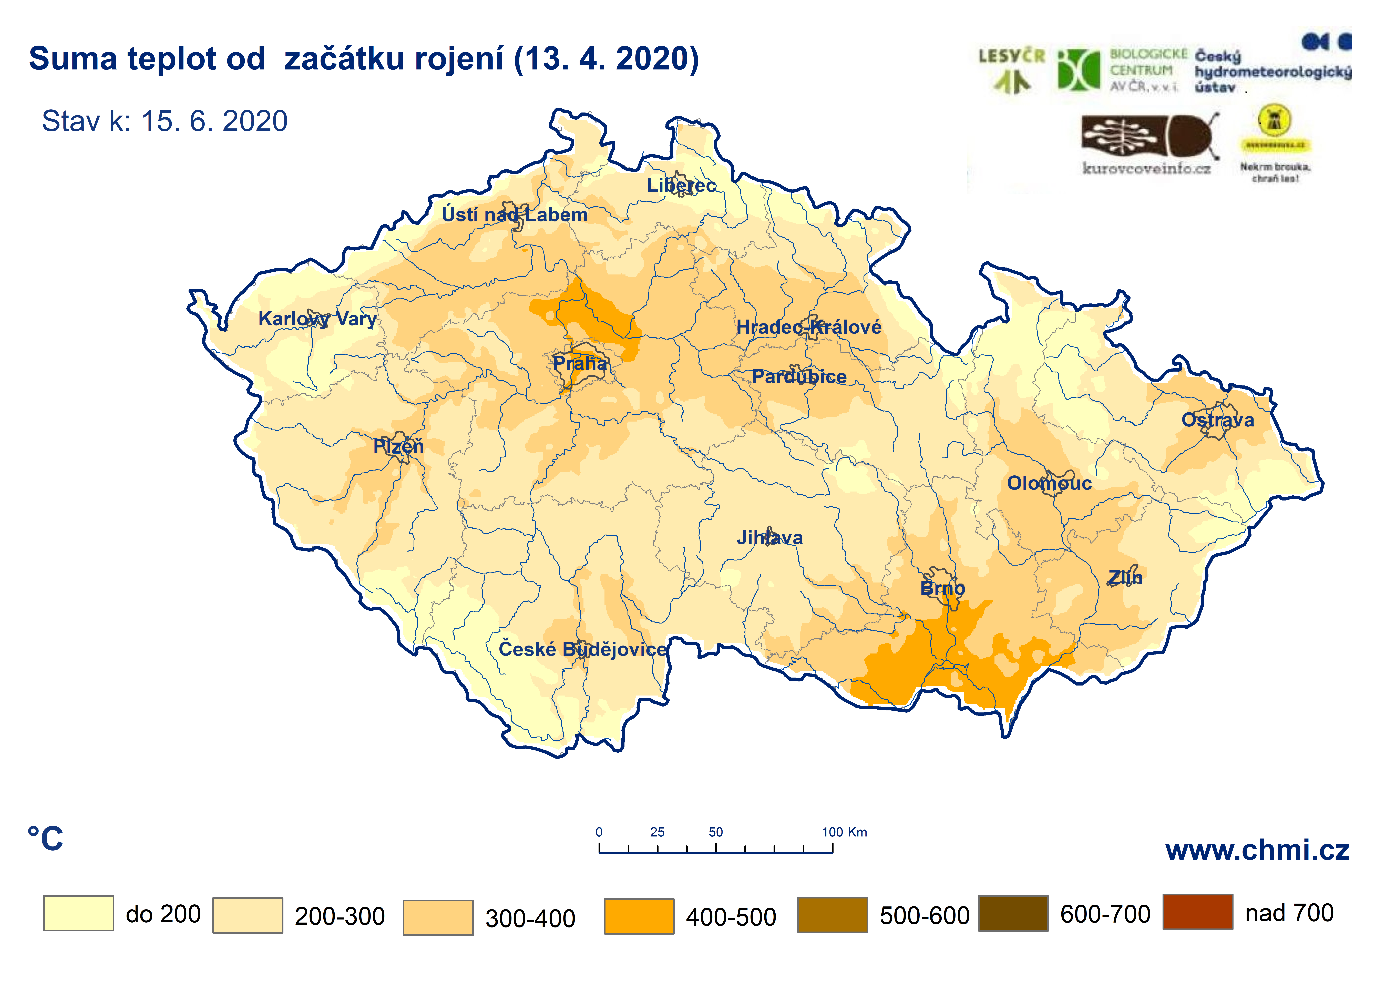 Suma teplot od začátku rojení (13. 4. 2020)
Stav k: 15. 6. 2020
LESYČR
BIOLOGICKÉ
CENTRUM
AV ČR, v. v. i.
Český
hydrometeorologický
ústav
kurovcoveinfo.cz
NEKRMBROUKA.CZ
Nekrm brouka,
chraň les!
Liberec
Ústí nad Labem
Karlovy Vary
Hradec Králové
Praha
Pardubice
Ostrava
Plzeň
Olomouc
Jihlava
Zlín
Brno
České Budějovice
°C
0 25 50 100 Km
www.chmi.cz
do 200 200-300 300-400 400-500 500-600 600-700 nad 700